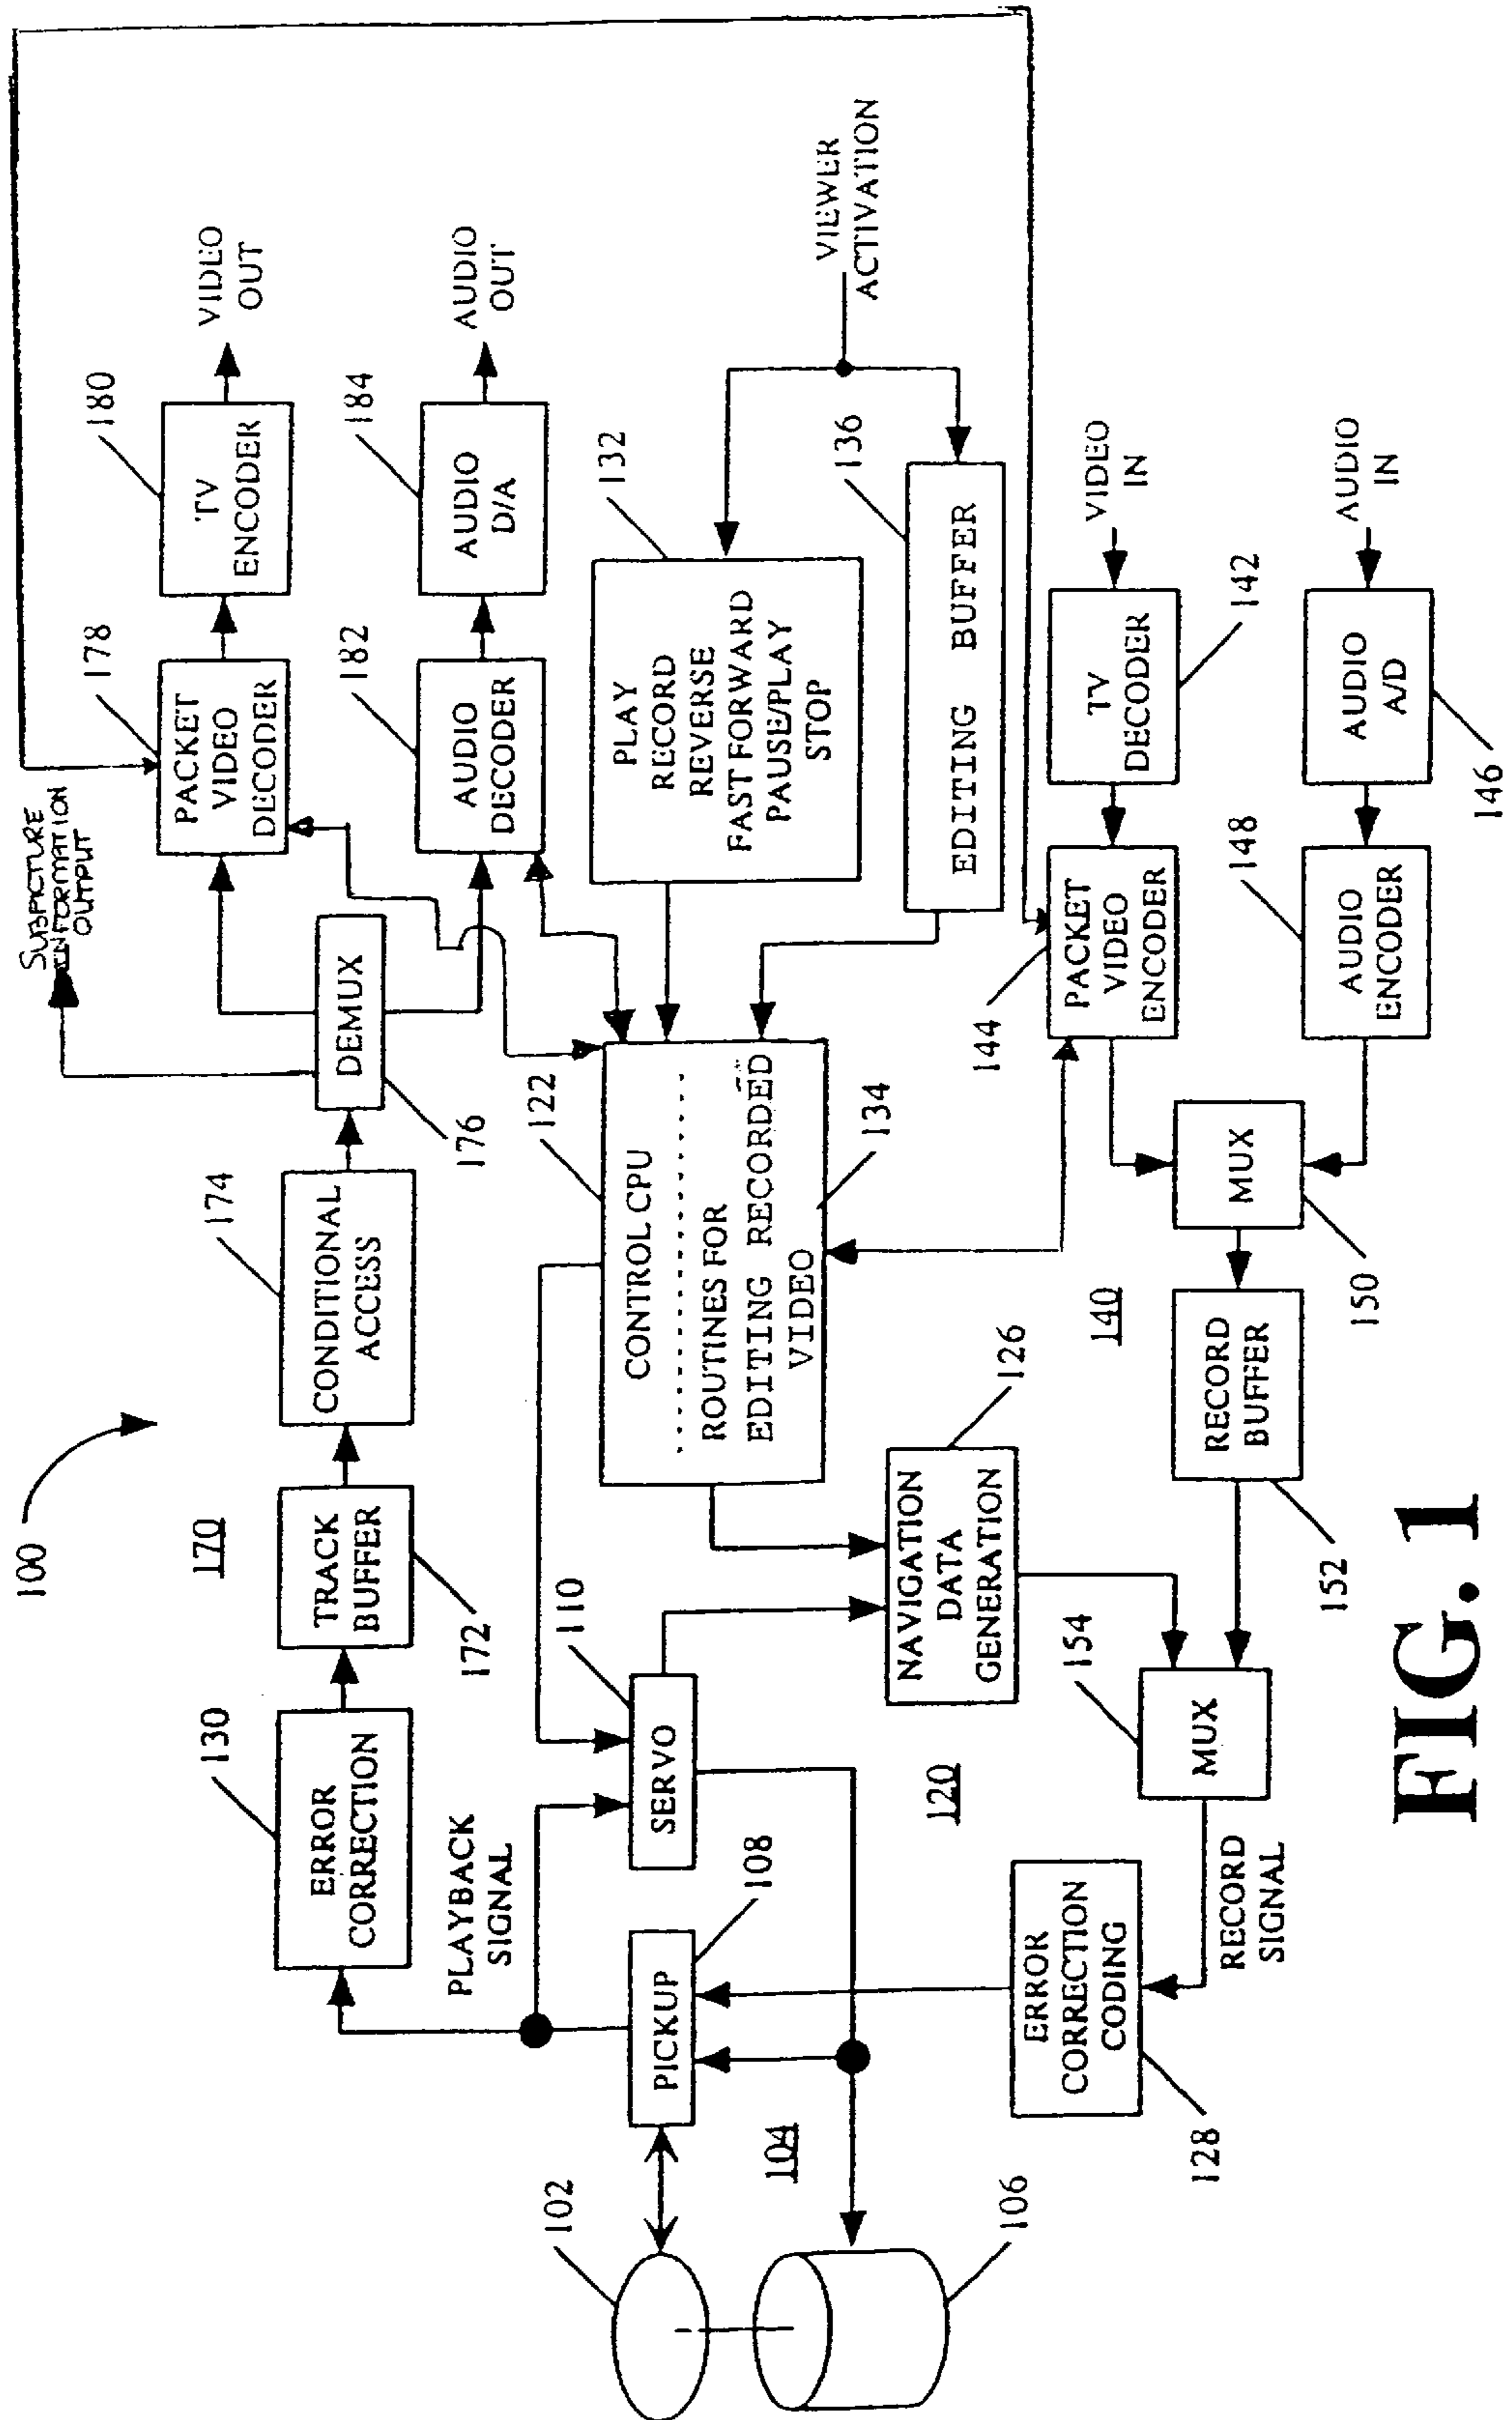 100
170
130
ERROR
CORRECTION
TRACK
BUFFER
172
174
CONDITIONAL
ACCESS
DEMUX
176
SUBPICTURE
INFORMATION
OUTPUT
178
PACKET
VIDEO
DECODER
180
TV
ENCODER
VIDEO
OUT
182
AUDIO
DECODER
184
AUDIO
D/A
AUDIO
OUT
PLAYBACK
SIGNAL
102
PICKUP
108
SERVO
110
122
CONTROL CPU
ROUTINES FOR
EDITING RECORDED
VIDEO
134
132
PLAY
RECORD
REVERSE
FAST FORWARD
PAUSE/PLAY
STOP
VIEWER
ACTIVATION
136
EDITING BUFFER
104
106
120
126
NAVIGATION
DATA
GENERATION
140
144
PACKET
VIDEO
ENCODER
TV
DECODER
142
VIDEO
IN
148
AUDIO
ENCODER
AUDIO
A/D
146
AUDIO
IN
MUX
150
RECORD
BUFFER
152
154
MUX
RECORD
SIGNAL
ERROR
CORRECTION
CODING
128
FIG. 1